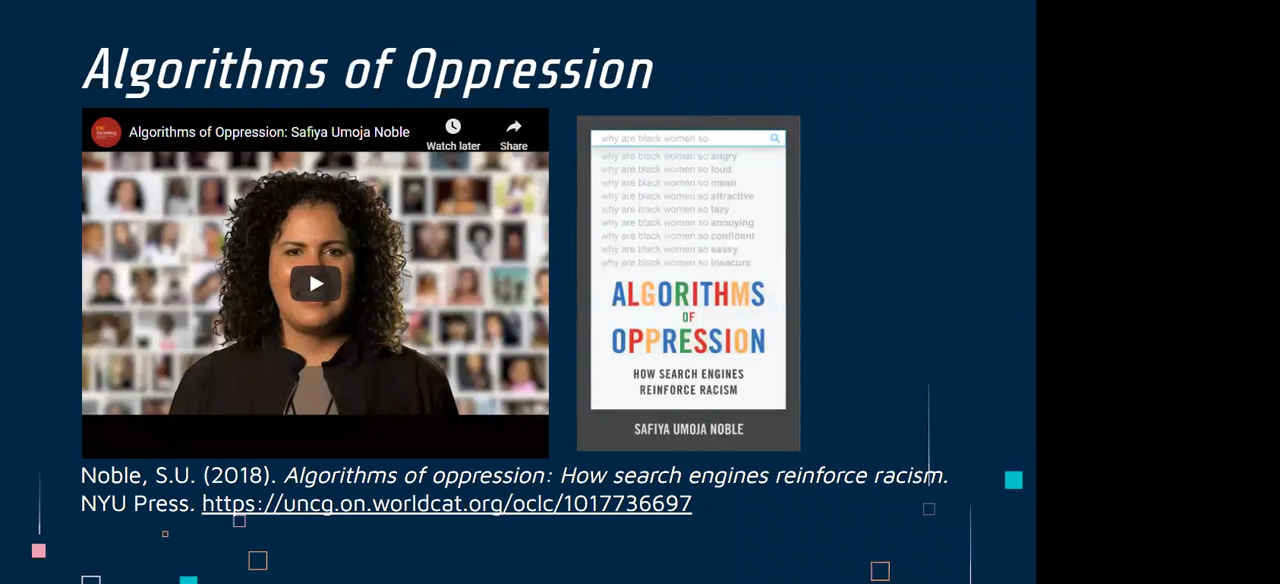 Algorithms of Oppression
Algorithms of Oppression: Safiya Umoja Noble
Watch later
Share
why are black women so
why are black women so angry
why are black women so loud
why are black women so mean
why are black women so attractive
why are black women so lazy
why are black women so annoying
why are black women so confident
why are black women so sassy
why are black women so insecure
ALGORITHMS
OF
OPPRESSION
HOW SEARCH ENGINES
REINFORCE RACISM
SAFIYA UMOJA NOBLE
Noble, S.U. (2018). Algorithms of oppression: How search engines reinforce racism.
NYU Press. https://uncg.on.worldcat.org/oclc/1017736697